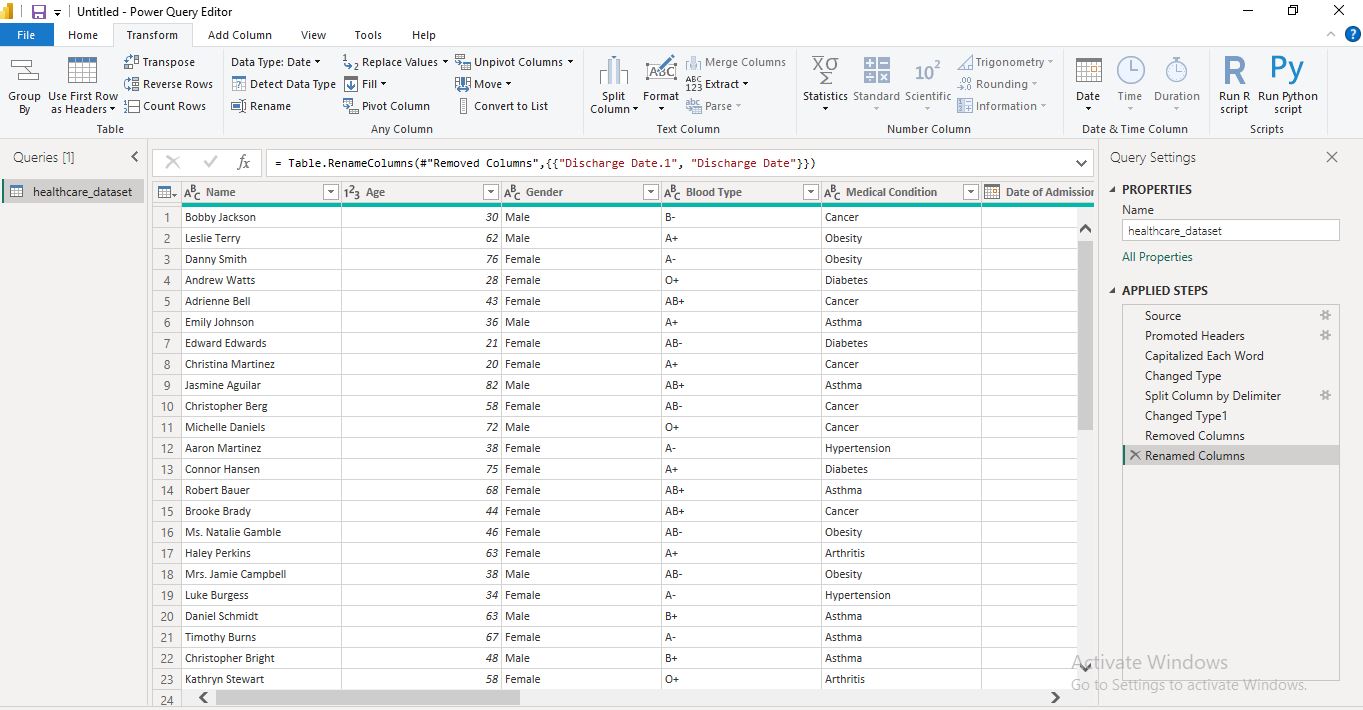 Untitled - Power Query Editor
File Home Transform Add Column View Tools Help ?
Group By
Use First Row as Headers
Transpose
Reverse Rows
Count Rows
Table
Data Type: Date
Detect Data Type
Rename
Replace Values
Fill
Pivot Column
Unpivot Columns
Move
Convert to List
Any Column
Split Column
Format
Merge Columns
Extract
Parse
Text Column
Statistics
Standard
Scientific
Trigonometry
Rounding
Information
Number Column
Date
Time
Duration
Date & Time Column
Run R script
Run Python script
Scripts
Queries [1]
healthcare_dataset
fx = Table.RenameColumns(#"Removed Columns",{{"Discharge Date.1", "Discharge Date"}})
Name Age Gender Blood Type Medical Condition Date of Admission
1 Bobby Jackson 30 Male B- Cancer
2 Leslie Terry 62 Male A+ Obesity
3 Danny Smith 76 Female A- Obesity
4 Andrew Watts 28 Female O+ Diabetes
5 Adrienne Bell 43 Female AB+ Cancer
6 Emily Johnson 36 Male A+ Asthma
7 Edward Edwards 21 Female AB- Diabetes
8 Christina Martinez 20 Female A+ Cancer
9 Jasmine Aguilar 82 Male AB+ Asthma
10 Christopher Berg 58 Female AB- Cancer
11 Michelle Daniels 72 Male O+ Cancer
12 Aaron Martinez 38 Female A- Hypertension
13 Connor Hansen 75 Female A+ Diabetes
14 Robert Bauer 68 Female AB+ Asthma
15 Brooke Brady 44 Female AB+ Cancer
16 Ms. Natalie Gamble 46 Female AB- Obesity
17 Haley Perkins 63 Female A+ Arthritis
18 Mrs. Jamie Campbell 38 Male AB- Obesity
19 Luke Burgess 34 Female A- Hypertension
20 Daniel Schmidt 63 Male B+ Asthma
21 Timothy Burns 67 Female A- Asthma
22 Christopher Bright 48 Male B+ Asthma
23 Kathryn Stewart 58 Female O+ Arthritis
24
Query Settings
PROPERTIES
Name
healthcare_dataset
All Properties
APPLIED STEPS
Source
Promoted Headers
Capitalized Each Word
Changed Type
Split Column by Delimiter
Changed Type1
Removed Columns
Renamed Columns
Activate Windows
Go to Settings to activate Windows.